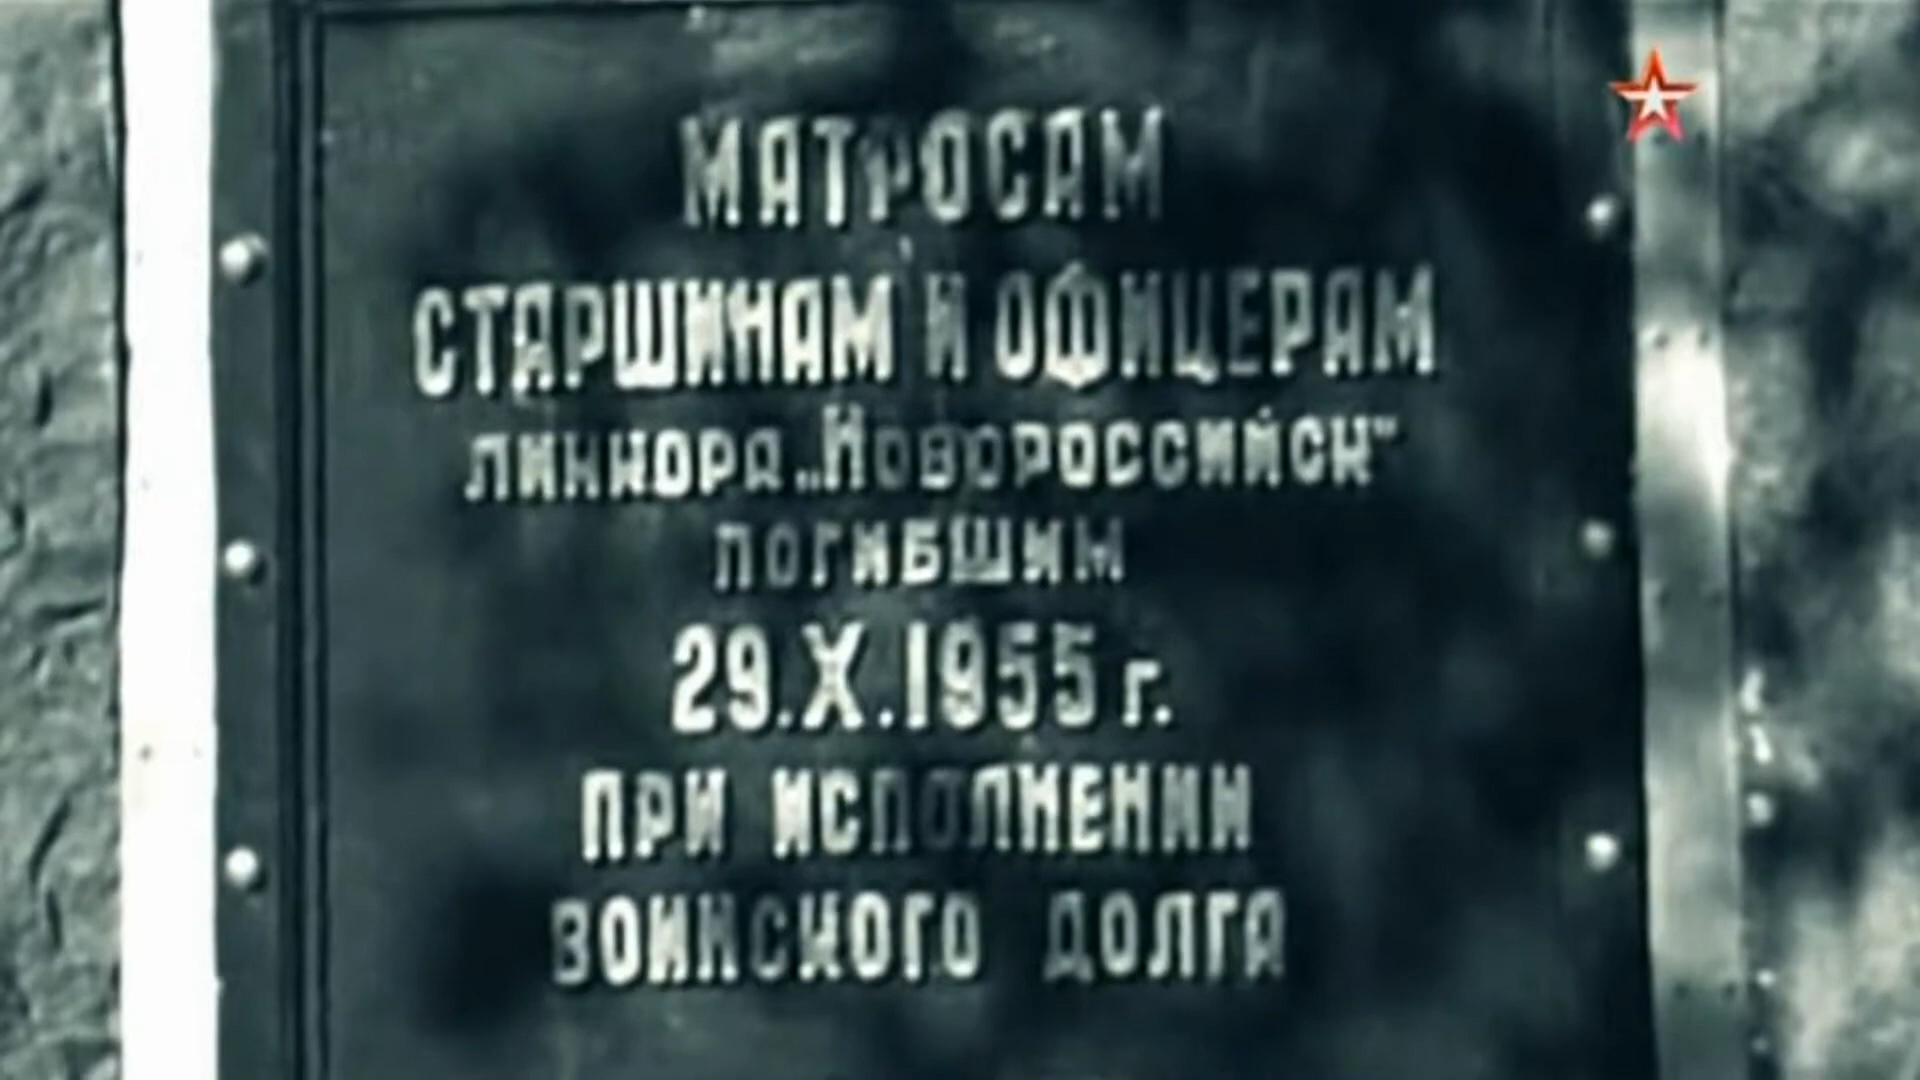 МАТРОСАМ
СТАРШИНАМ И ОФИЦЕРАМ
ЛИНКОРА „НОВОРОССИЙСК"
ПОГИБШИМ
29.X.1955 г.
ПРИ ИСПОЛНЕНИИ
ВОИНСКОГО ДОЛГА